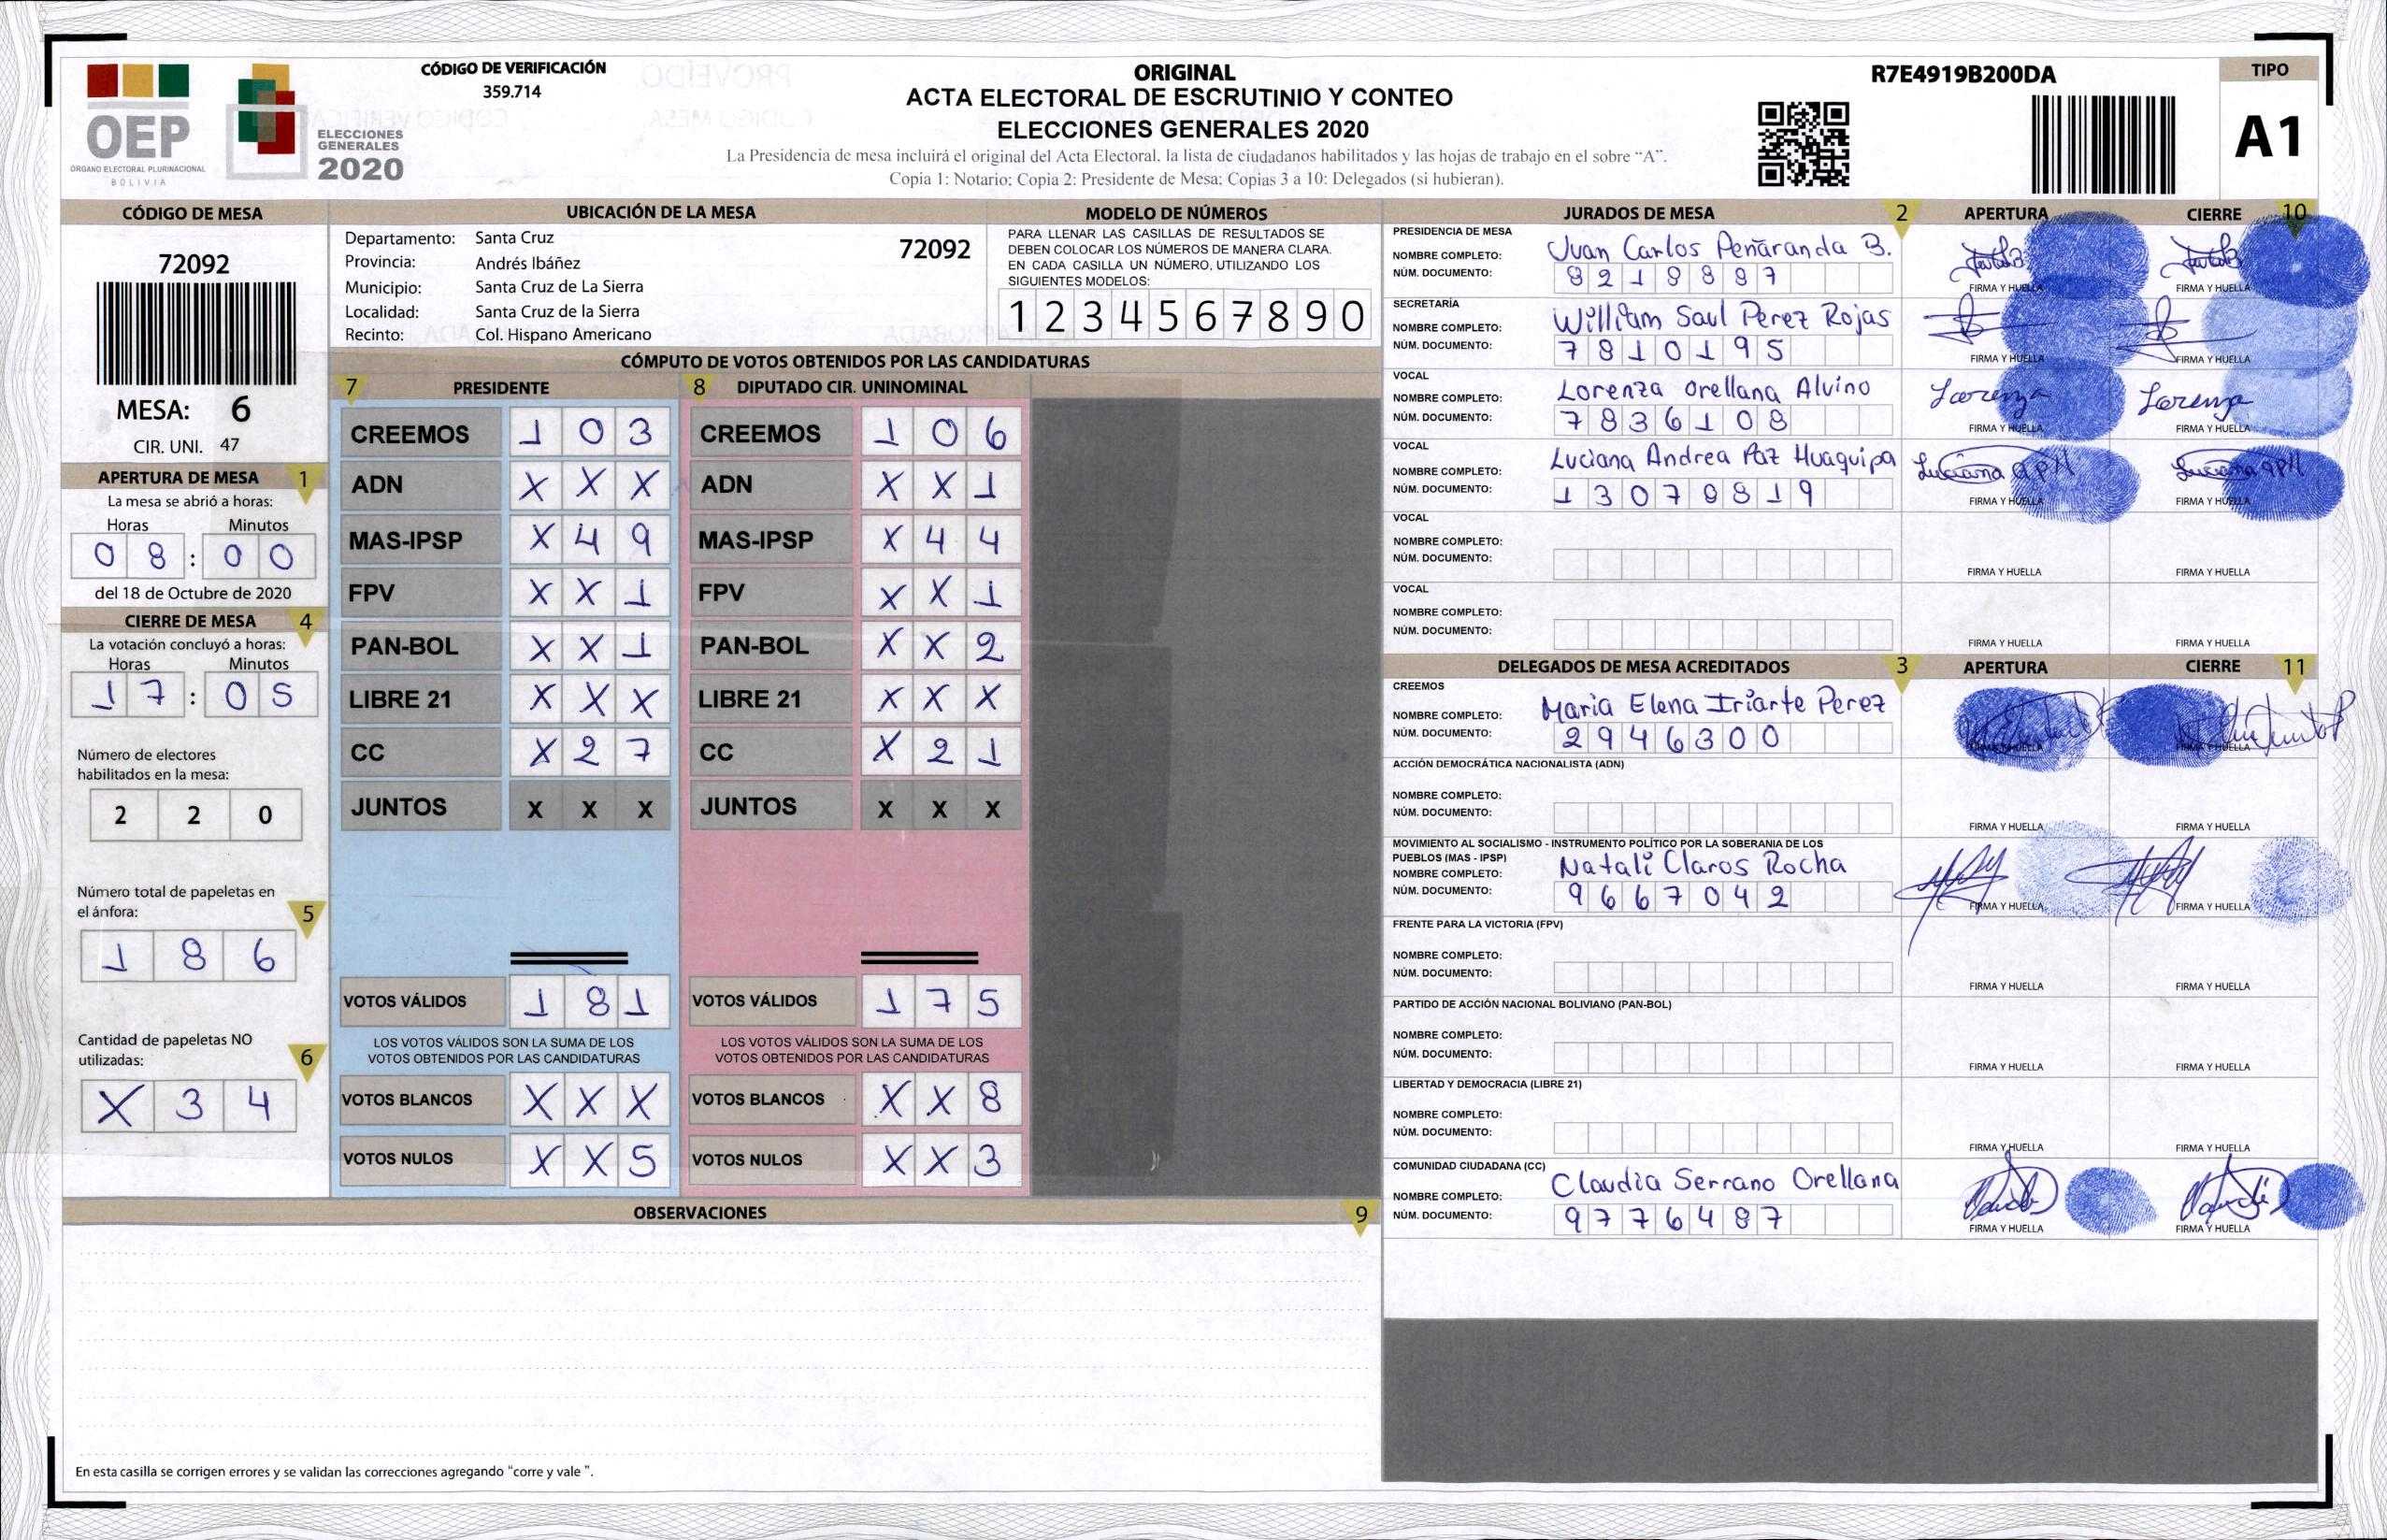 CÓDIGO DE VERIFICACIÓN
359.714
OEP
ÓRGANO ELECTORAL PLURINACIONAL
BOLIVIA
ELECCIONES
GENERALES
2020
ORIGINAL
ACTA ELECTORAL DE ESCRUTINIO Y CONTEO
ELECCIONES GENERALES 2020
La Presidencia de mesa incluirá el original del Acta Electoral, la lista de ciudadanos habilitados y las hojas de trabajo en el sobre “A”.
Copia 1: Notario; Copia 2: Presidente de Mesa; Copias 3 a 10: Delegados (si hubieran).
R7E4919B200DA
TIPO
A1
CÓDIGO DE MESA
72092
MESA: 6
CIR. UNI. 47
APERTURA DE MESA 1
La mesa se abrió a horas:
Horas Minutos
0 8 : 0 0
del 18 de Octubre de 2020
CIERRE DE MESA 4
La votación concluyó a horas:
Horas Minutos
1 7 : 0 5
Número de electores
habilitados en la mesa:
2 2 0
Número total de papeletas en
el ánfora: 5
1 8 6
Cantidad de papeletas NO
utilizadas: 6
X 3 4
UBICACIÓN DE LA MESA
Departamento: Santa Cruz 72092
Provincia: Andrés Ibáñez
Municipio: Santa Cruz de La Sierra
Localidad: Santa Cruz de la Sierra
Recinto: Col. Hispano Americano
MODELO DE NÚMEROS
PARA LLENAR LAS CASILLAS DE RESULTADOS SE
DEBEN COLOCAR LOS NÚMEROS DE MANERA CLARA.
EN CADA CASILLA UN NÚMERO, UTILIZANDO LOS
SIGUIENTES MODELOS:
1 2 3 4 5 6 7 8 9 0
CÓMPUTO DE VOTOS OBTENIDOS POR LAS CANDIDATURAS
7 PRESIDENTE 8 DIPUTADO CIR. UNINOMINAL
CREEMOS 1 0 3 CREEMOS 1 0 6
ADN X X X ADN X X 1
MAS-IPSP X 4 9 MAS-IPSP X 4 4
FPV X X 1 FPV X X 1
PAN-BOL X X 1 PAN-BOL X X 2
LIBRE 21 X X X LIBRE 21 X X X
CC X 2 7 CC X 2 1
JUNTOS X X X JUNTOS X X X
VOTOS VÁLIDOS 1 8 1 VOTOS VÁLIDOS 1 7 5
LOS VOTOS VÁLIDOS SON LA SUMA DE LOS LOS VOTOS VÁLIDOS SON LA SUMA DE LOS
VOTOS OBTENIDOS POR LAS CANDIDATURAS VOTOS OBTENIDOS POR LAS CANDIDATURAS
VOTOS BLANCOS X X X VOTOS BLANCOS X X 8
VOTOS NULOS X X 5 VOTOS NULOS X X 3
OBSERVACIONES 9
En esta casilla se corrigen errores y se validan las correcciones agregando “corre y vale ”.
JURADOS DE MESA 2 APERTURA CIERRE 10
PRESIDENCIA DE MESA
NOMBRE COMPLETO: Juan Carlos Peñaranda B.
NÚM. DOCUMENTO:
FIRMA Y HUELLA FIRMA Y HUELLA
SECRETARÍA
NOMBRE COMPLETO: William Saul Perez Rojas
NÚM. DOCUMENTO: 7 8 1 0 1 9 5
FIRMA Y HUELLA FIRMA Y HUELLA
VOCAL
NOMBRE COMPLETO: Lorenza Orellana Alvino Lorenza Lorenza
NÚM. DOCUMENTO: 7 8 3 6 1 0 8
FIRMA Y HUELLA FIRMA Y HUELLA
VOCAL
NOMBRE COMPLETO: Luciana Andrea Paz Huaquipa Luciana APH Luciana APH
NÚM. DOCUMENTO: 1 3 0 7 8 8 1 9
FIRMA Y HUELLA FIRMA Y HUELLA
VOCAL
NOMBRE COMPLETO:
NÚM. DOCUMENTO:
FIRMA Y HUELLA FIRMA Y HUELLA
VOCAL
NOMBRE COMPLETO:
NÚM. DOCUMENTO:
FIRMA Y HUELLA FIRMA Y HUELLA
DELEGADOS DE MESA ACREDITADOS 3 APERTURA CIERRE 11
CREEMOS
NOMBRE COMPLETO: Maria Elena Iriarte Perez
NÚM. DOCUMENTO: 2 9 4 6 3 0 0
FIRMA Y HUELLA FIRMA Y HUELLA
ACCIÓN DEMOCRÁTICA NACIONALISTA (ADN)
NOMBRE COMPLETO:
NÚM. DOCUMENTO:
FIRMA Y HUELLA FIRMA Y HUELLA
MOVIMIENTO AL SOCIALISMO - INSTRUMENTO POLÍTICO POR LA SOBERANIA DE LOS
PUEBLOS (MAS - IPSP)
NOMBRE COMPLETO: Natali Claros Rocha
NÚM. DOCUMENTO: 9 6 6 7 0 4 2
FIRMA Y HUELLA FIRMA Y HUELLA
FRENTE PARA LA VICTORIA (FPV)
NOMBRE COMPLETO:
NÚM. DOCUMENTO:
FIRMA Y HUELLA FIRMA Y HUELLA
PARTIDO DE ACCIÓN NACIONAL BOLIVIANO (PAN-BOL)
NOMBRE COMPLETO:
NÚM. DOCUMENTO:
FIRMA Y HUELLA FIRMA Y HUELLA
LIBERTAD Y DEMOCRACIA (LIBRE 21)
NOMBRE COMPLETO:
NÚM. DOCUMENTO:
FIRMA Y HUELLA FIRMA Y HUELLA
COMUNIDAD CIUDADANA (CC)
NOMBRE COMPLETO: Claudia Serrano Orellana
NÚM. DOCUMENTO: 9 7 7 6 4 8 7
FIRMA Y HUELLA FIRMA Y HUELLA